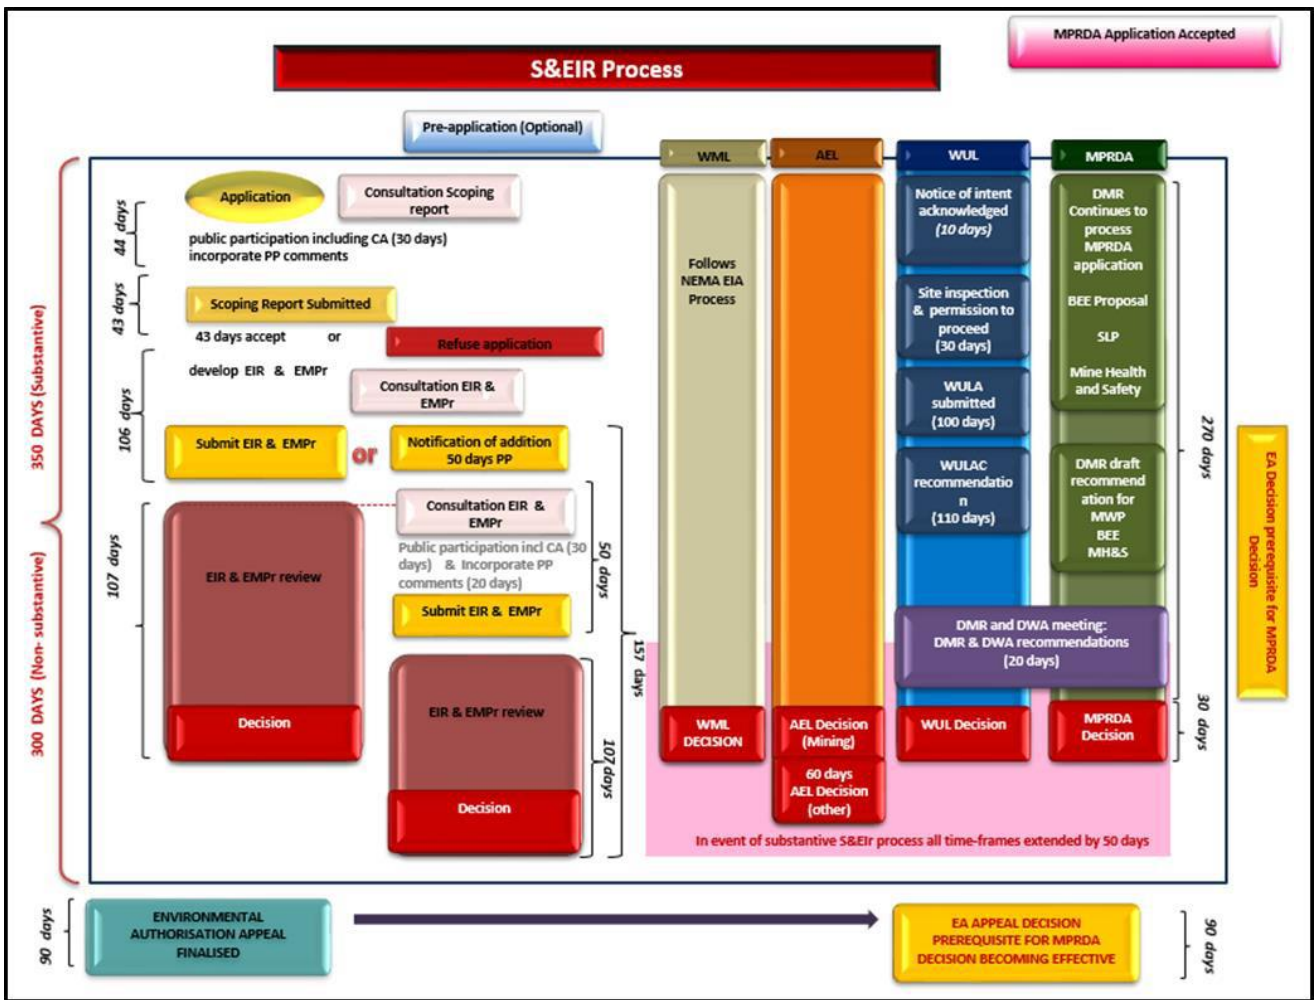 MPRDA Application Accepted
S&EIR Process
Pre-application (Optional)
WML
AEL
WUL
MPRDA
350 DAYS (Substantive)
300 DAYS (Non- substantive)
44 days
Application
Consultation Scoping
report
public participation including CA (30 days)
incorporate PP comments
43 days
Scoping Report Submitted
43 days accept or
Refuse application
106 days
develop EIR & EMPr
Consultation EIR &
EMPr
Submit EIR & EMPr
or
Notification of addition
50 days PP
107 days
EIR & EMPr review
Decision
Consultation EIR &
EMPr
Public participation incl CA (30
days) & Incorporate PP
comments (20 days)
Submit EIR & EMPr
50 days
157
days
EIR & EMPr review
Decision
107 days
Follows
NEMA EIA
Process
WML
DECISION
AEL Decision
(Mining)
60 days
AEL Decision
(other)
Notice of intent
acknowledged
(10 days)
Site inspection
& permission to
proceed
(30 days)
WULA
submitted
(100 days)
WULAC
recommendatio
n
(110 days)
DMR
Continues to
process
MPRDA
application
BEE Proposal
SLP
Mine Health
and Safety
DMR draft
recommend
ation for
MWP
BEE
MH&S
DMR and DWA meeting:
DMR & DWA recommendations
(20 days)
WUL Decision
MPRDA
Decision
270 days
30 days
EA Decision prerequisite for MPRDA
Decision
In event of substantive S&EIr process all time-frames extended by 50 days
90 days
ENVIRONMENTAL
AUTHORISATION APPEAL
FINALISED
EA APPEAL DECISION
PREREQUISITE FOR MPRDA
DECISION BECOMING EFFECTIVE
90 days